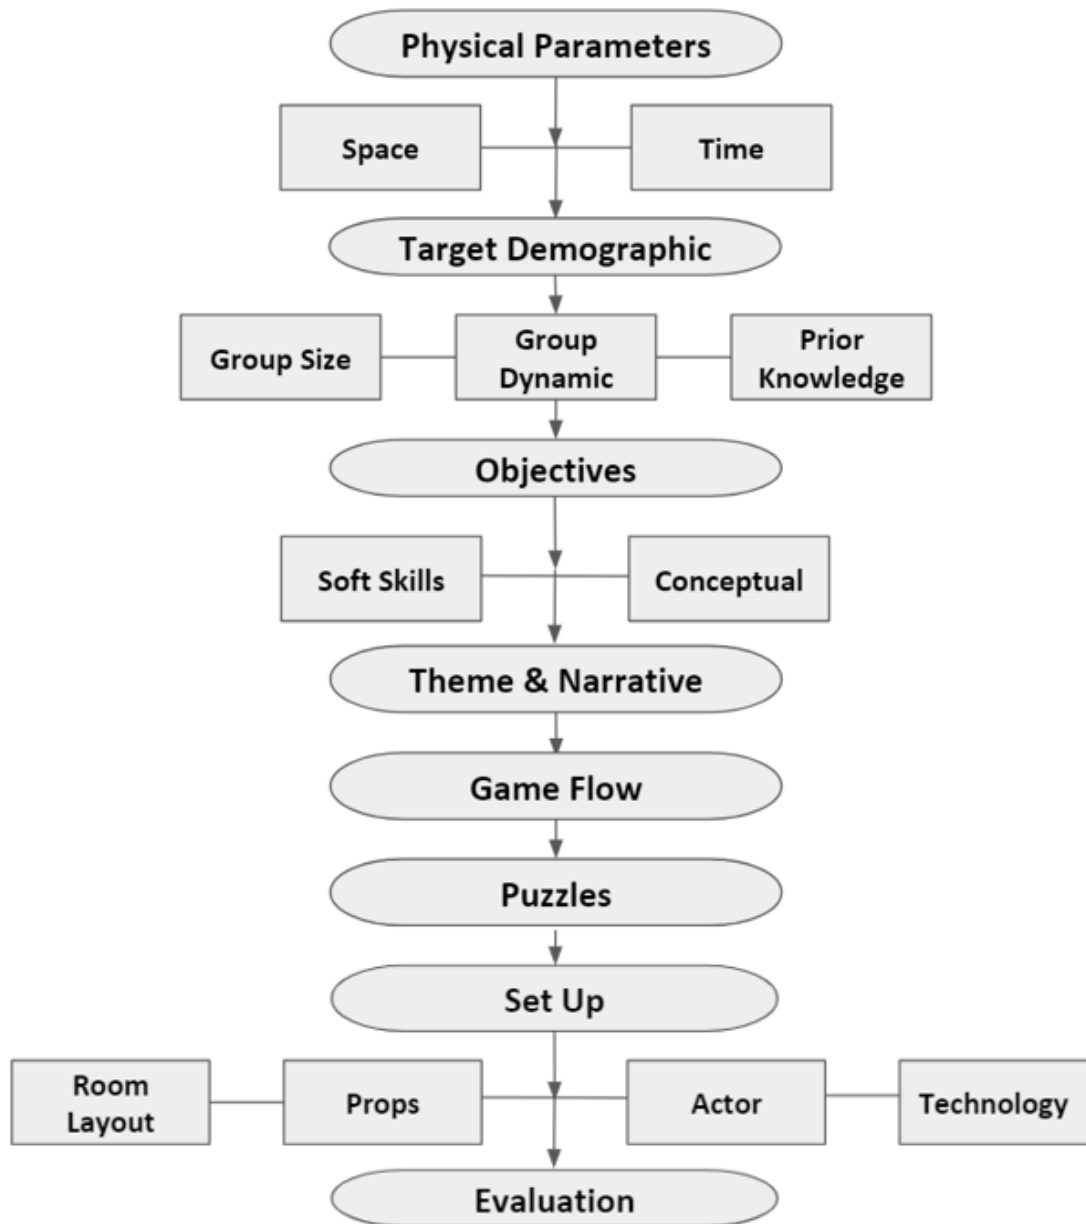 Physical Parameters
Space
Time
Target Demographic
Group Size
Group
Dynamic
Prior
Knowledge
Objectives
Soft Skills
Conceptual
Theme & Narrative
Game Flow
Puzzles
Set Up
Room
Layout
Props
Actor
Technology
Evaluation